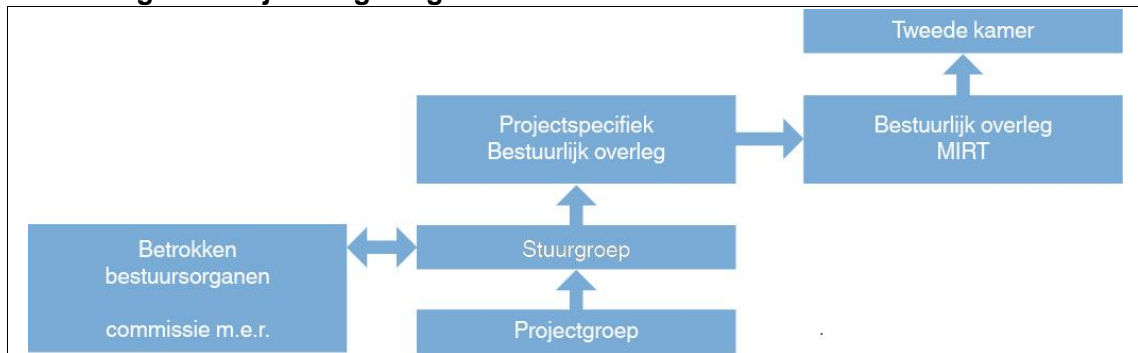 Tweede kamer
Projectspecifiek
Bestuurlijk overleg
Bestuurlijk overleg
MIRT
Betrokken
bestuursorganen
commissie m.e.r.
Stuurgroep
Projectgroep
.